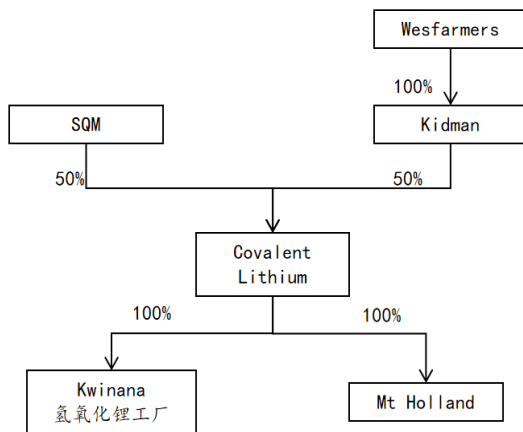 Wesfarmers
100%
SQM
Kidman
50%
50%
Covalent
Lithium
100%
100%
Kwinana
氢氧化锂工厂
Mt Holland